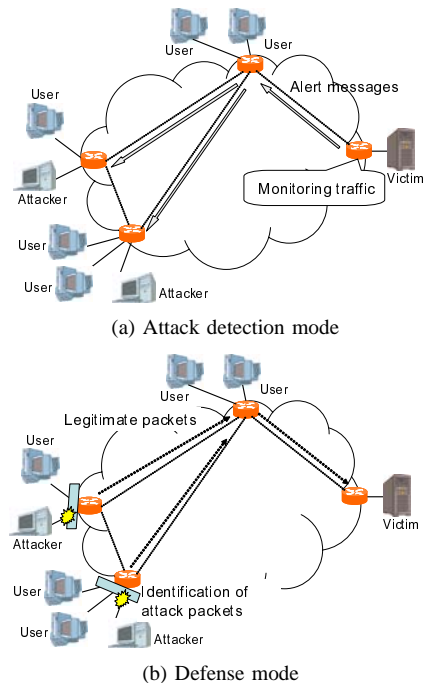 User
User
User
Alert messages
Attacker
Monitoring traffic
Victim
User
User
Attacker
(a) Attack detection mode
User
User
Legitimate packets
User
Attacker
Victim
User
Identification of
attack packets
User
Attacker
(b) Defense mode